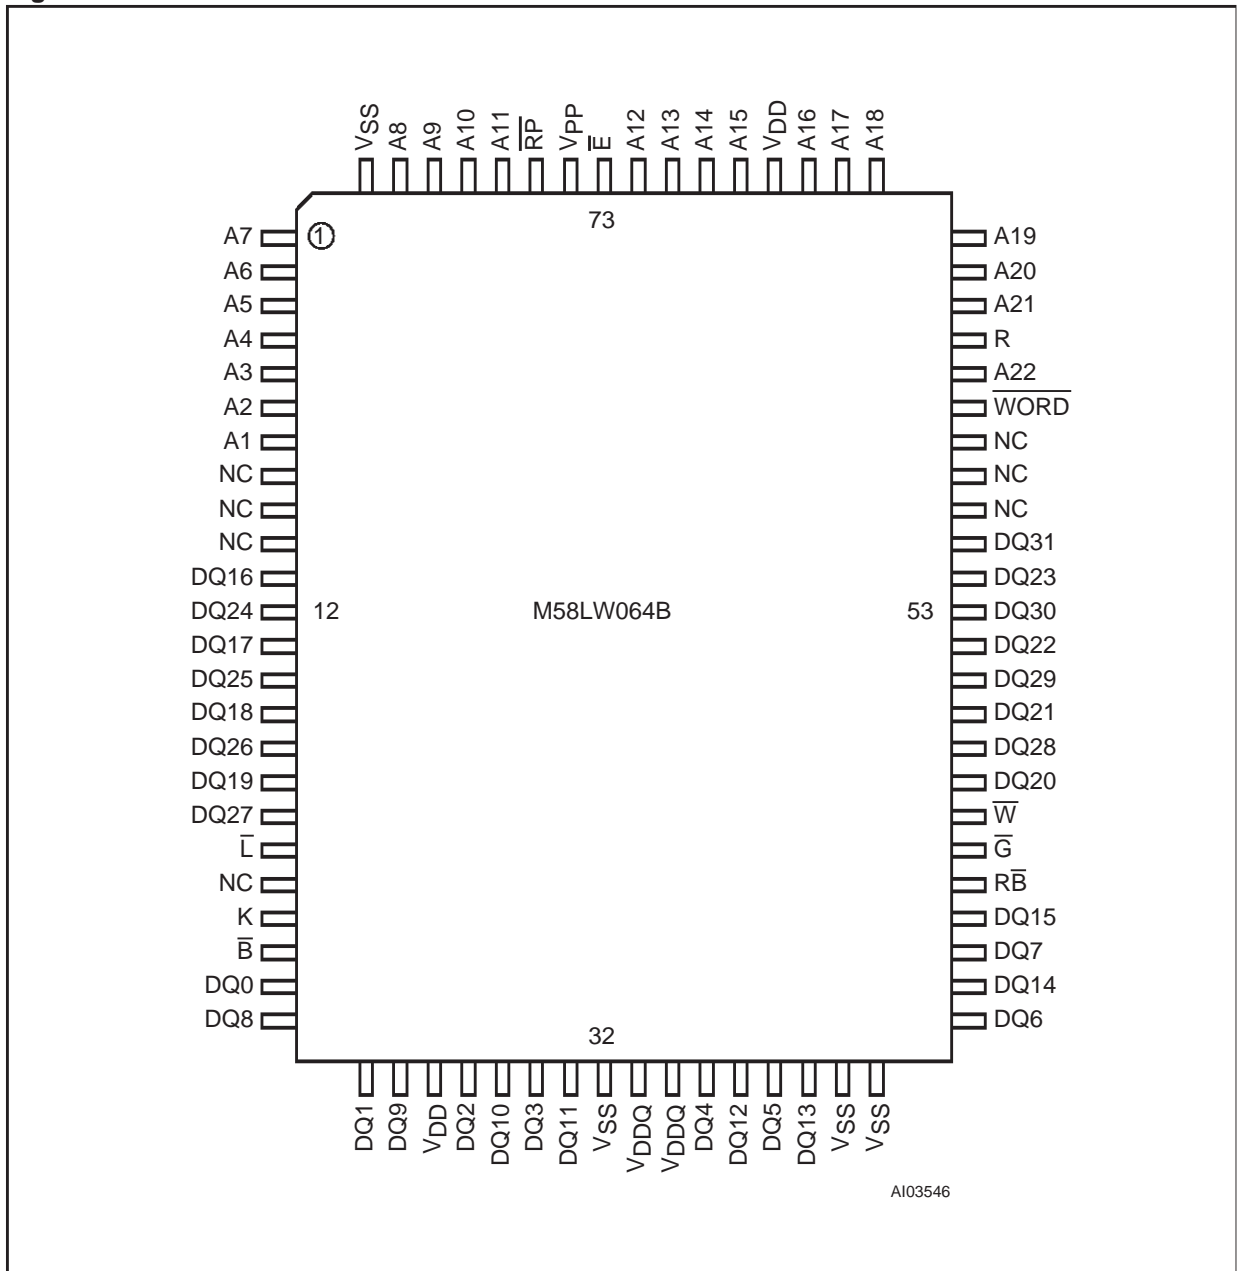 VSS A8 A9 A10 A11 R̅P̅ VPP E̅ A12 A13 A14 A15 VDD A16 A17 A18
73
A7 1 A19
A6 A20
A5 A21
A4 R
A3 A22
A2 W̅O̅R̅D̅
A1 NC
NC NC
NC NC
NC DQ31
DQ16 DQ23
DQ24 12 M58LW064B 53 DQ30
DQ17 DQ22
DQ25 DQ29
DQ18 DQ21
DQ26 DQ28
DQ19 DQ20
DQ27 W̅
L̅ G̅
NC RB̅
K DQ15
B̅ DQ7
DQ0 DQ14
DQ8 DQ6
32
DQ1 DQ9 VDD DQ2 DQ10 DQ3 DQ11 VSS VDDQ VDDQ DQ4 DQ12 DQ5 DQ13 VSS VSS
AI03546